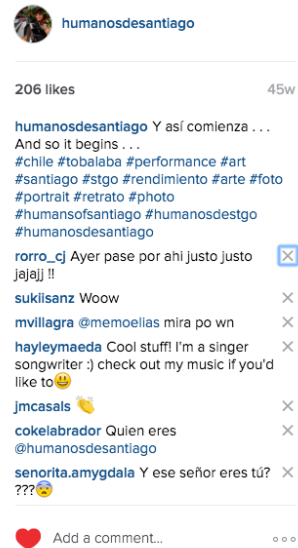 humanosdesantiago
206 likes 45w
humanosdesantiago Y así comienza . . .
And so it begins . . .
#chile #tobalaba #performance #art
#santiago #stgo #rendimiento #arte #foto
#portrait #retrato #photo
#humansofsantiago #humanosdestgo
#humanosdesantiago
rorro_cj Ayer pase por ahi justo justo
jajajj !!
sukiisanz Woow
mvillagra @memoelias mira po wn
hayleymaeda Cool stuff! I'm a singer
songwriter :) check out my music if you'd
like to😃
jmcasals 👏
cokelabrador Quien eres
@humanosdesantiago
senorita.amygdala Y ese señor eres tú?
???😨
Add a comment...